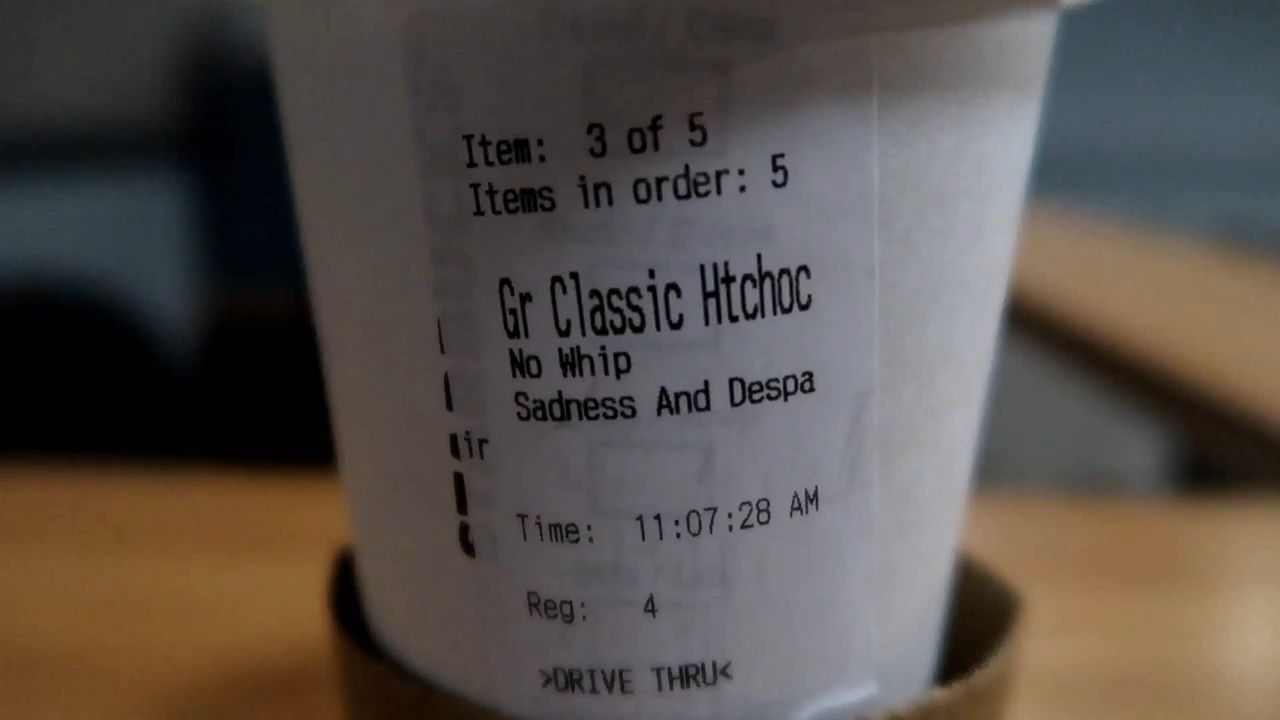 Item: 3 of 5
Items in order: 5
Gr Classic Htchoc
No Whip
Sadness And Despa
ir
Time: 11:07:28 AM
Reg: 4
>DRIVE THRU<